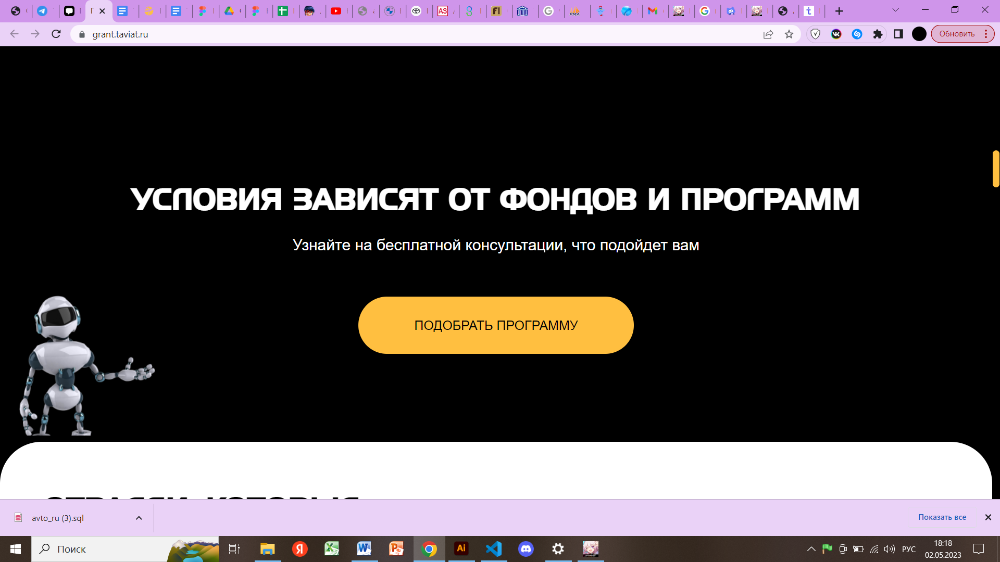 grant.taviat.ru
Обновить
УСЛОВИЯ ЗАВИСЯТ ОТ ФОНДОВ И ПРОГРАММ
Узнайте на бесплатной консультации, что подойдет вам
ПОДОБРАТЬ ПРОГРАММУ
avto_ru (3).sql
Показать все
Поиск
РУС
18:18
02.05.2023